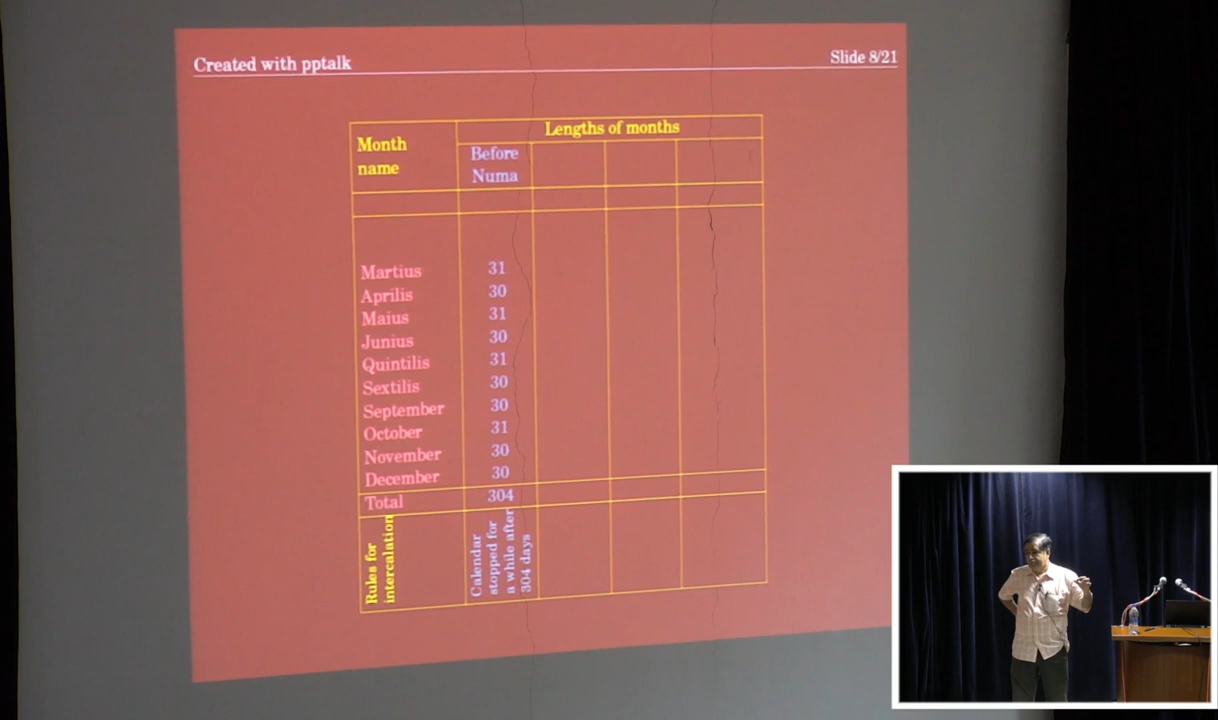 Created with pptalk
Slide 8/21
Month name
Lengths of months
Before Numa
Martius 31
Aprilis 30
Maius 31
Junius 30
Quintilis 31
Sextilis 30
September 30
October 31
November 30
December 30
Total 304
Rules for
intercalation
Calendar
stopped for
a while after
304 days